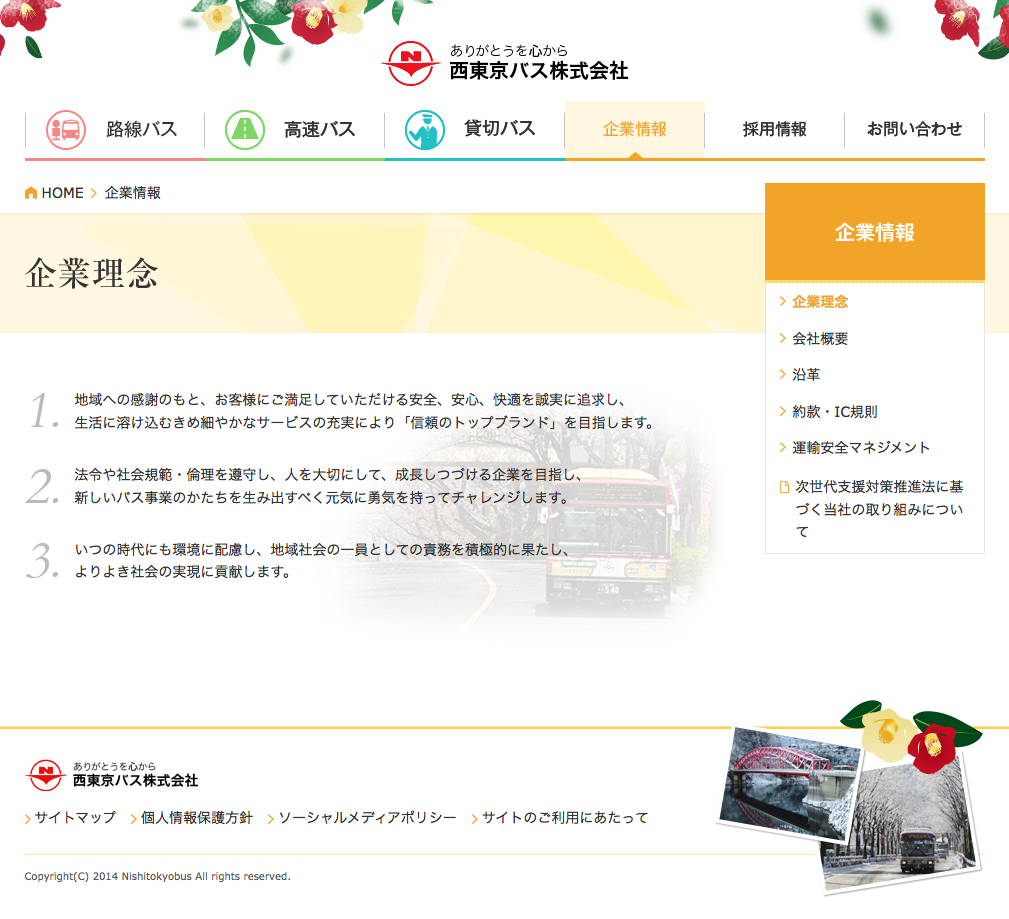 ありがとうを心から
西東京バス株式会社
路線バス
高速バス
貸切バス
企業情報
採用情報
お問い合わせ
HOME
企業情報
企業理念
企業情報
企業理念
会社概要
沿革
約款・IC規則
運輸安全マネジメント
次世代支援対策推進法に基
づく当社の取り組みについ
て
1.
地域への感謝のもと、お客様にご満足していただける安全、安心、快適を誠実に追求し、
生活に溶け込むきめ細やかなサービスの充実により「信頼のトップブランド」を目指します。
2.
法令や社会規範・倫理を遵守し、人を大切にして、成長しつづける企業を目指し、
新しいバス事業のかたちを生み出すべく元気に勇気を持ってチャレンジします。
3.
いつの時代にも環境に配慮し、地域社会の一員としての責務を積極的に果たし、
よりよき社会の実現に貢献します。
ありがとうを心から
西東京バス株式会社
サイトマップ
個人情報保護方針
ソーシャルメディアポリシー
サイトのご利用にあたって
Copyright(C) 2014 Nishitokyobus All rights reserved.